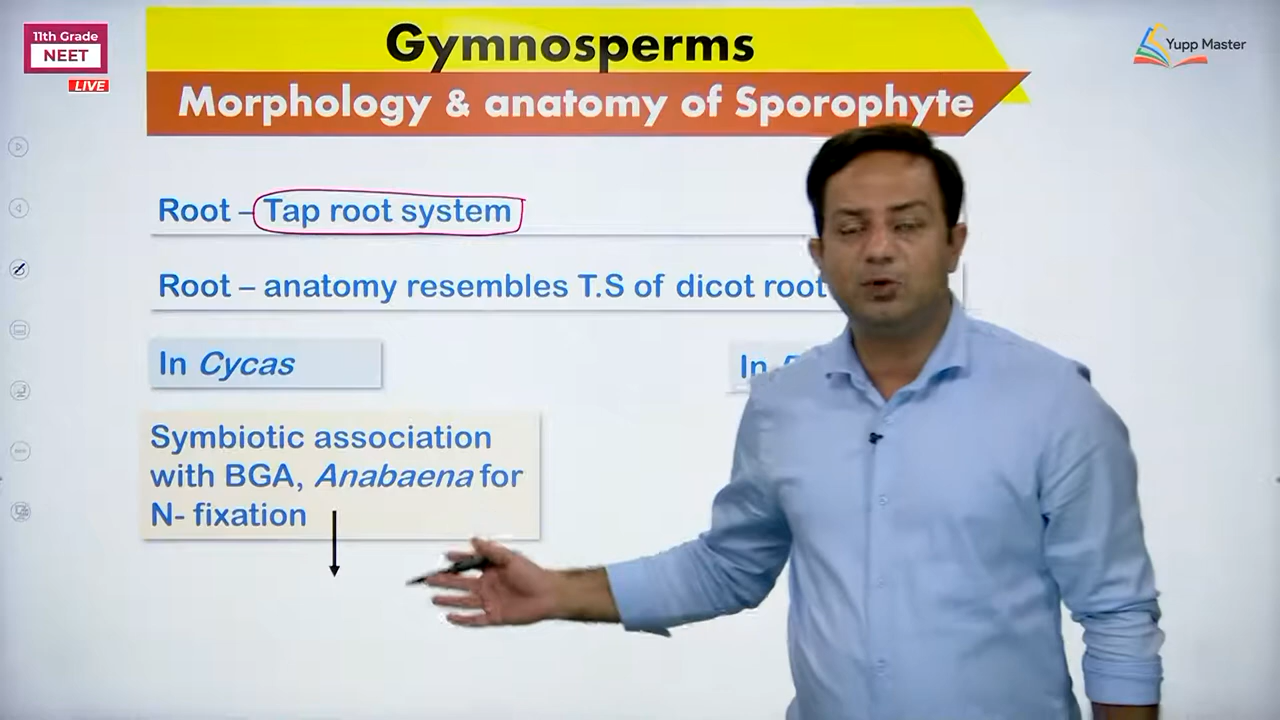 11th Grade
NEET
LIVE
Gymnosperms
Yupp Master
Morphology & anatomy of Sporophyte
Root – Tap root system
Root – anatomy resembles T.S of dicot root
In Cycas
In
Symbiotic association
with BGA, Anabaena for
N- fixation